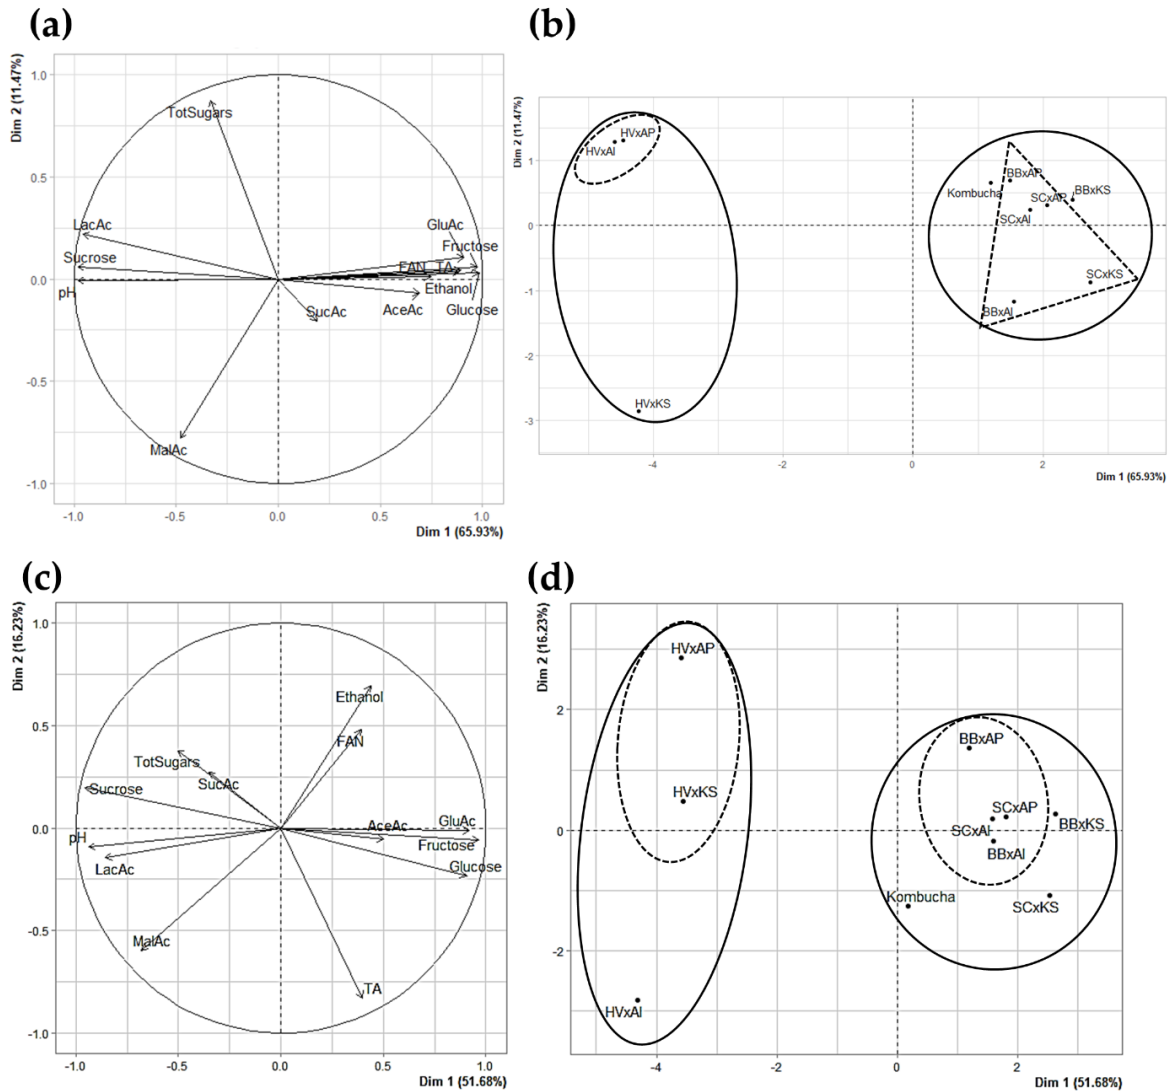 (a)
(b)
Dim 2 (11.47%)
1.0
0.5
0.0
-0.5
-1.0
TotSugars
LacAc
Sucrose
pH
GluAc
Fructose
FAN TA
Ethanol
SucAc
AceAc
Glucose
MalAc
-1.0 -0.5 0.0 0.5 1.0
Dim 1 (65.93%)
Dim 2 (11.47%)
1
0
-1
-2
-3
HVxAP
HVxAl
BBxAP
Kombucha
BBxKS
SCxAP
SCxAl
SCxKS
BBxAl
HVxKS
-4 -2 0 2
Dim 1 (65.93%)
(c)
(d)
Dim 2 (16.23%)
1.0
0.5
0.0
-0.5
-1.0
Ethanol
FAN
TotSugars
SucAc
Sucrose
AceAc
GluAc
pH
Fructose
LacAc
Glucose
MalAc
TA
-1.0 -0.5 0.0 0.5 1.0
Dim 1 (51.68%)
Dim 2 (16.23%)
2
0
-2
HVxAP
BBxAP
HVxKS
SCxAP
SCxAl
BBxKS
BBxAl
Kombucha
SCxKS
HVxAl
-4 -2 0 2
Dim 1 (51.68%)